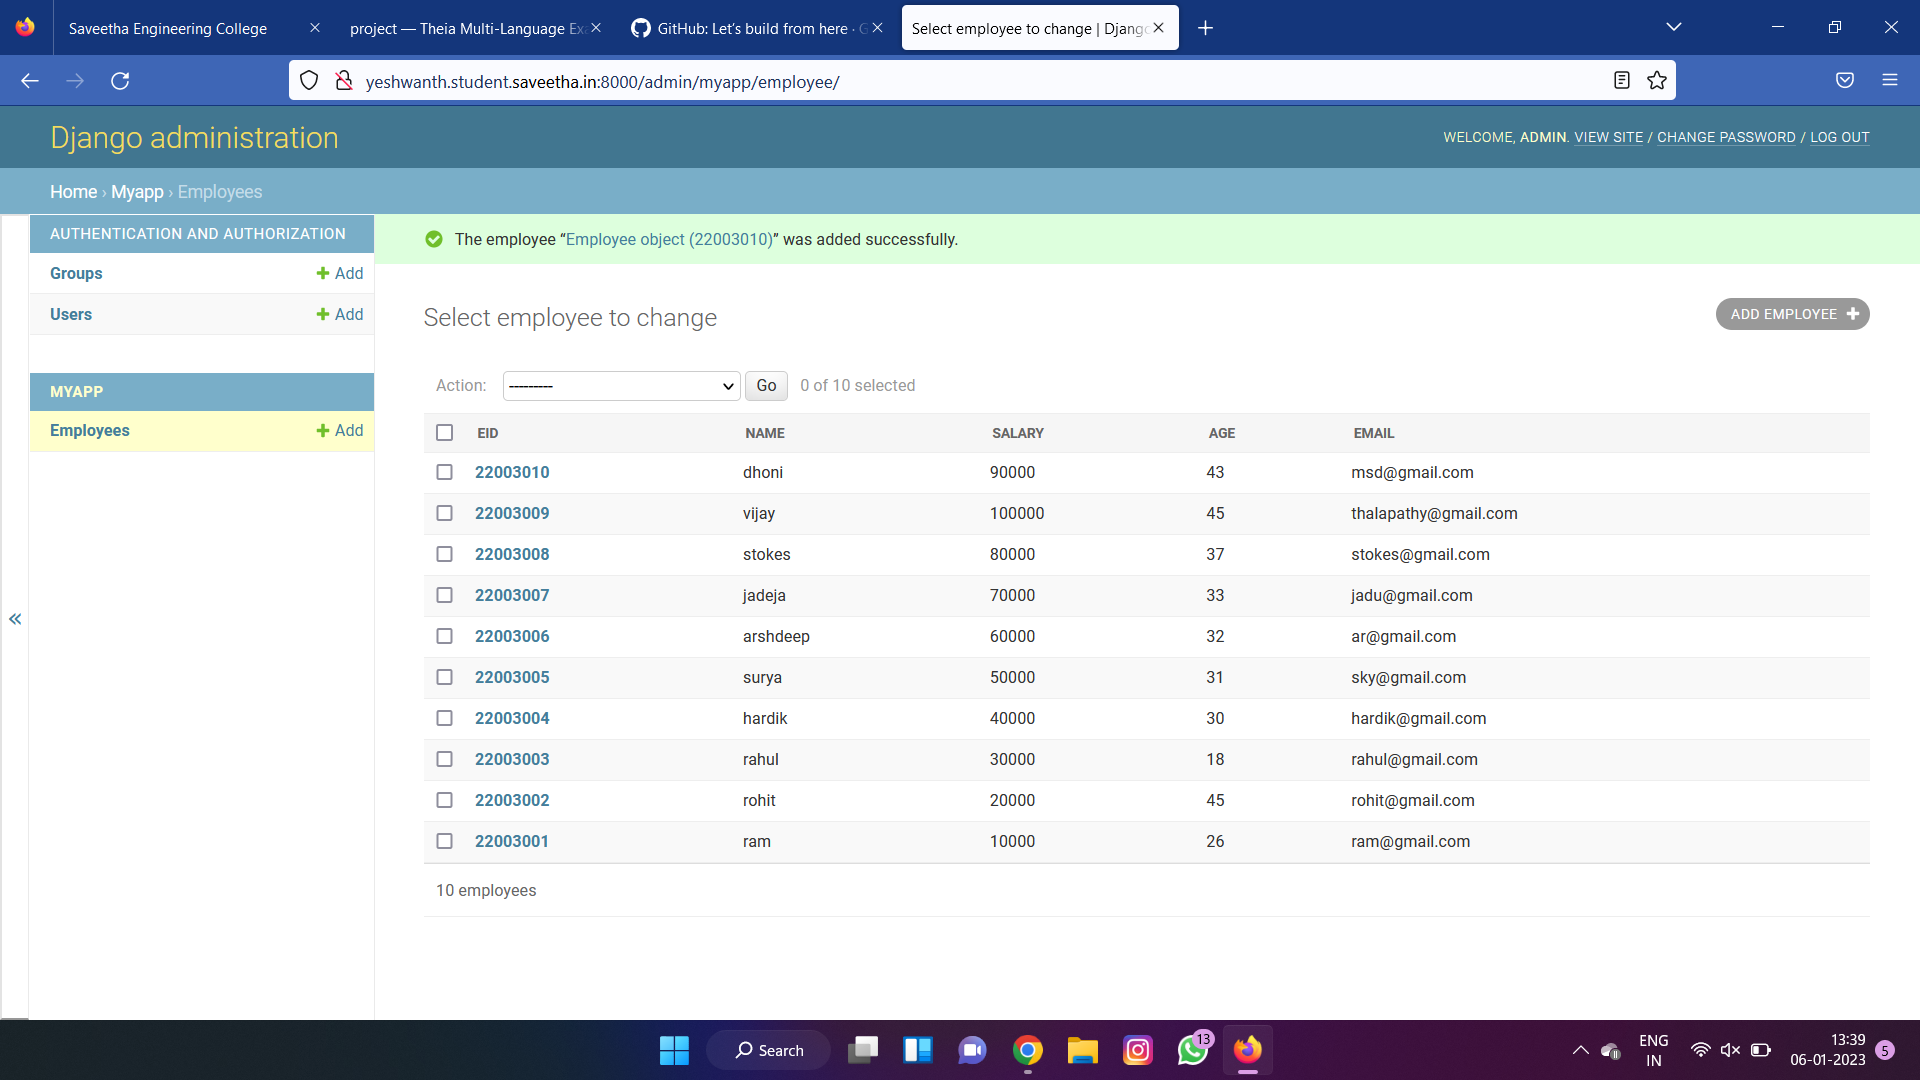 Saveetha Engineering College
project — Theia Multi-Language Ex
GitHub: Let's build from here · G
Select employee to change | Django
yeshwanth.student.saveetha.in:8000/admin/myapp/employee/
Django administration
WELCOME, ADMIN. VIEW SITE / CHANGE PASSWORD / LOG OUT
Home › Myapp › Employees
AUTHENTICATION AND AUTHORIZATION
Groups + Add
Users + Add
MYAPP
Employees + Add
«
The employee “Employee object (22003010)” was added successfully.
Select employee to change
ADD EMPLOYEE +
Action: --------- Go 0 of 10 selected
EID NAME SALARY AGE EMAIL
22003010 dhoni 90000 43 msd@gmail.com
22003009 vijay 100000 45 thalapathy@gmail.com
22003008 stokes 80000 37 stokes@gmail.com
22003007 jadeja 70000 33 jadu@gmail.com
22003006 arshdeep 60000 32 ar@gmail.com
22003005 surya 50000 31 sky@gmail.com
22003004 hardik 40000 30 hardik@gmail.com
22003003 rahul 30000 18 rahul@gmail.com
22003002 rohit 20000 45 rohit@gmail.com
22003001 ram 10000 26 ram@gmail.com
10 employees
Search
13
ENG
IN
13:39
06-01-2023
5